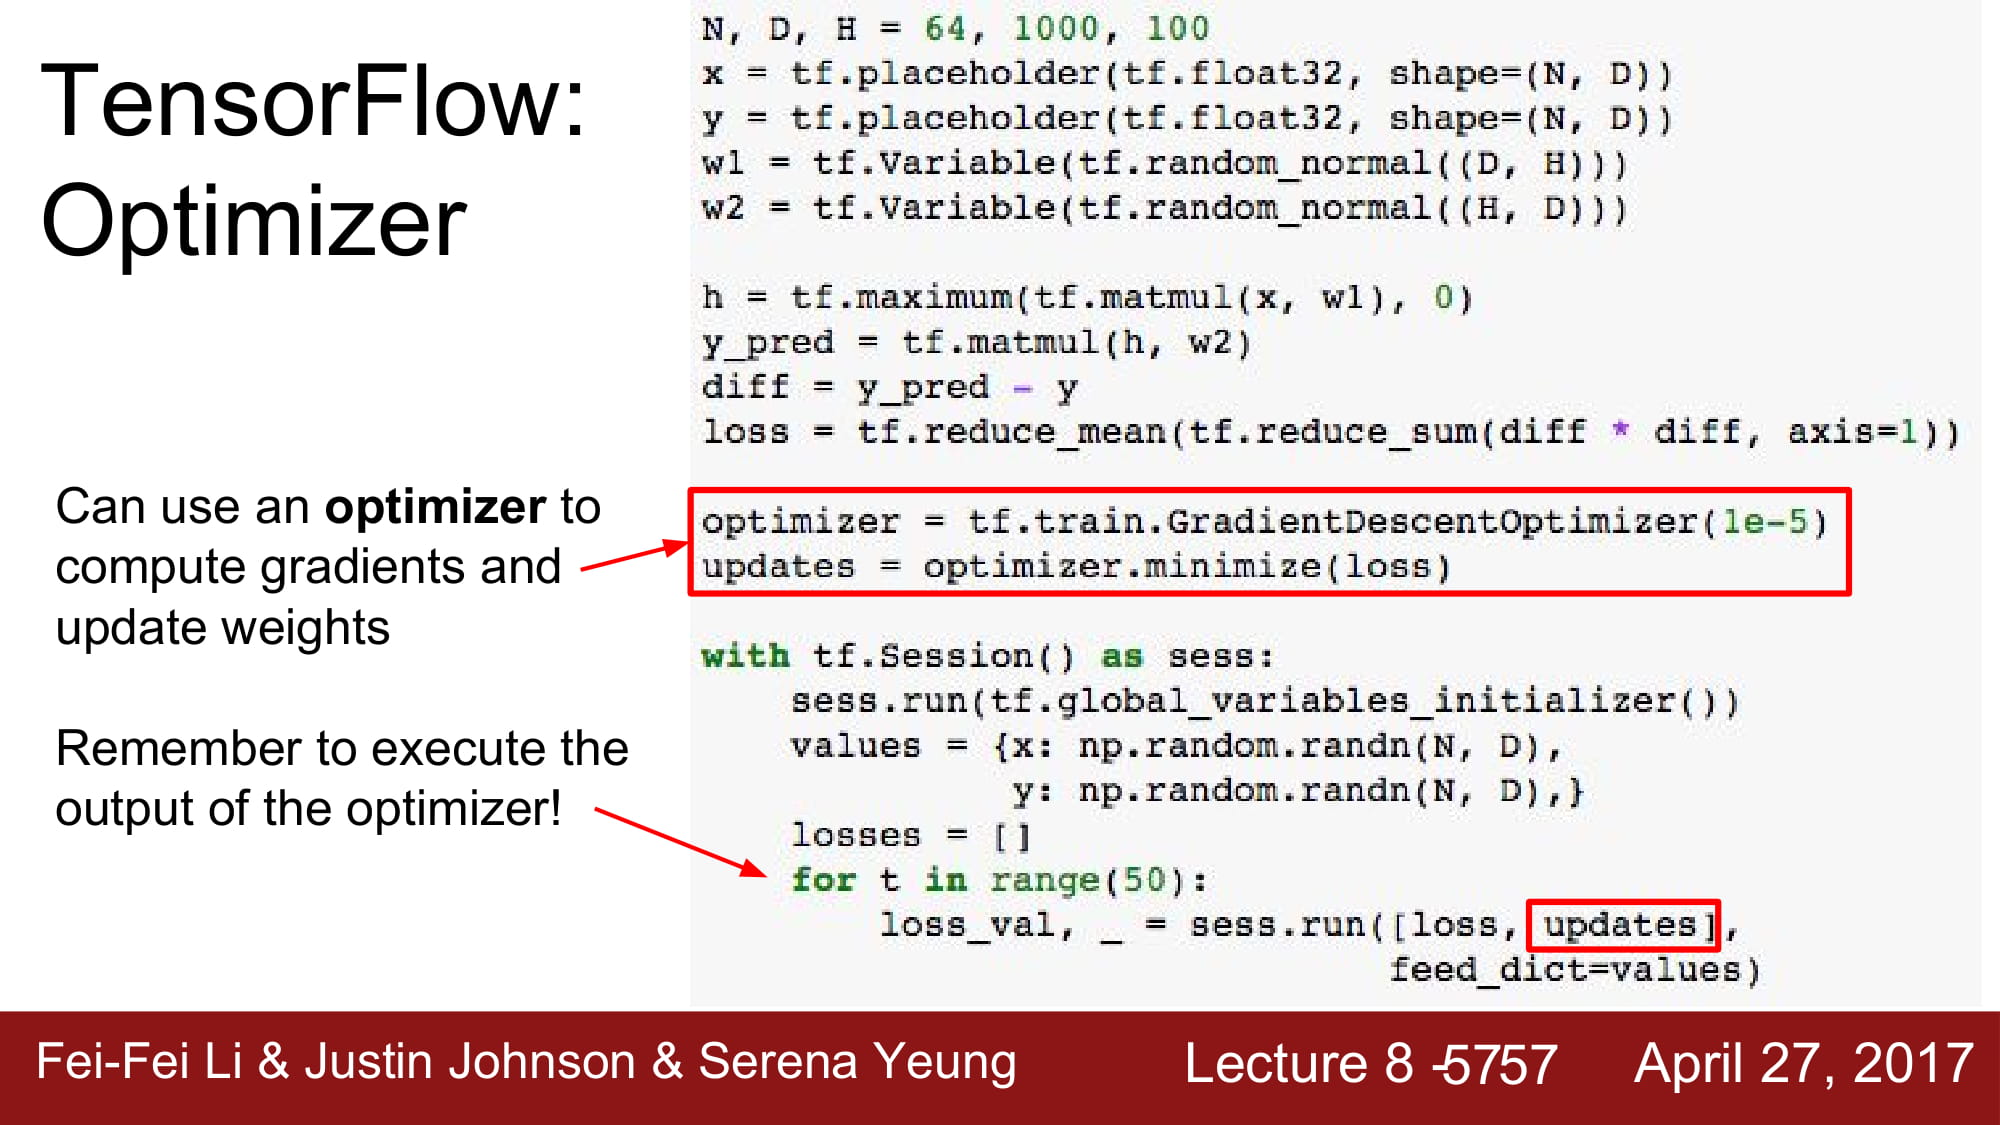 TensorFlow:
Optimizer
Can use an optimizer to
compute gradients and
update weights
Remember to execute the
output of the optimizer!
N, D, H = 64, 1000, 100
x = tf.placeholder(tf.float32, shape=(N, D))
y = tf.placeholder(tf.float32, shape=(N, D))
w1 = tf.Variable(tf.random_normal((D, H)))
w2 = tf.Variable(tf.random_normal((H, D)))
h = tf.maximum(tf.matmul(x, w1), 0)
y_pred = tf.matmul(h, w2)
diff = y_pred - y
loss = tf.reduce_mean(tf.reduce_sum(diff * diff, axis=1))
optimizer = tf.train.GradientDescentOptimizer(1e-5)
updates = optimizer.minimize(loss)
with tf.Session() as sess:
    sess.run(tf.global_variables_initializer())
    values = {x: np.random.randn(N, D),
              y: np.random.randn(N, D),}
    losses = []
    for t in range(50):
        loss_val, _ = sess.run([loss, updates],
                               feed_dict=values)
Fei-Fei Li & Justin Johnson & Serena Yeung
Lecture 8 -5757
April 27, 2017